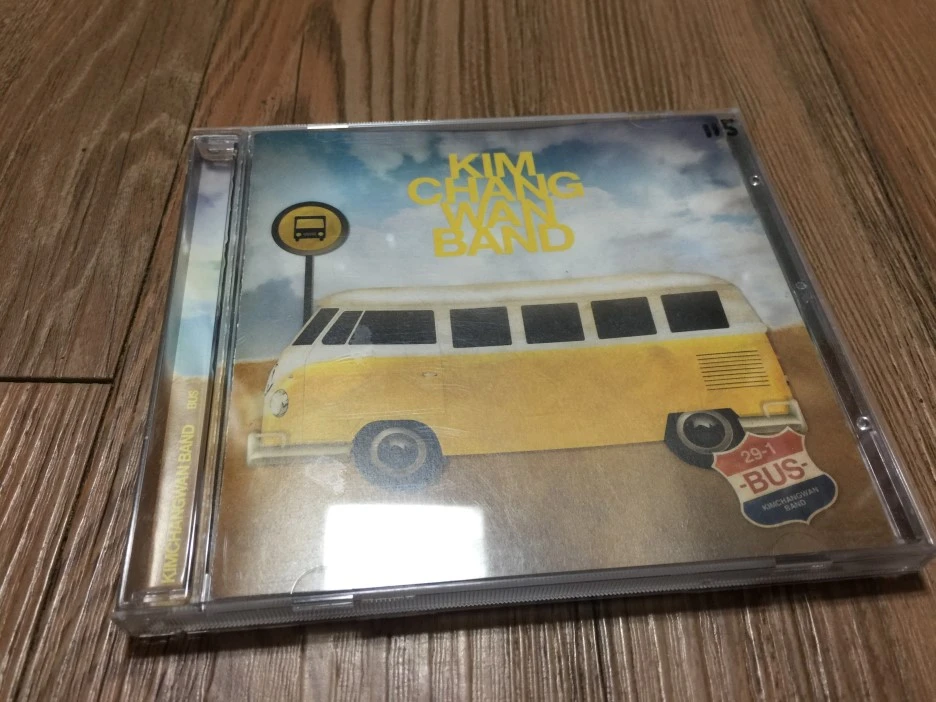 KIM
CHANG
WAN
BAND
29-1
-BUS-
KIMCHANGWAN
BAND
KIMCHANGWAN BAND BUS